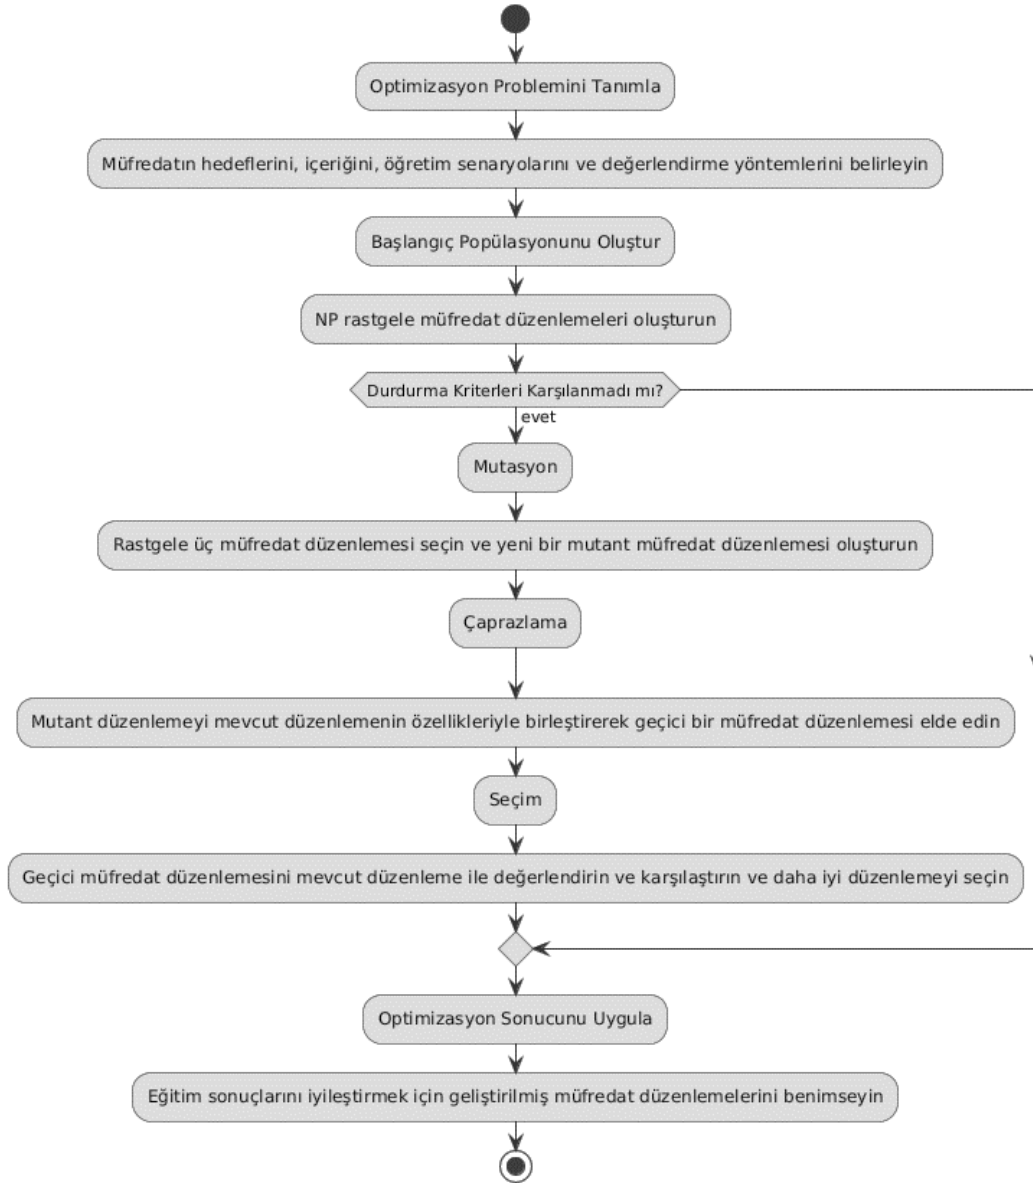 Optimizasyon Problemini Tanımla
Müfredatın hedeflerini, içeriğini, öğretim senaryolarını ve değerlendirme yöntemlerini belirleyin
Başlangıç Popülasyonunu Oluştur
NP rastgele müfredat düzenlemeleri oluşturun
Durdurma Kriterleri Karşılanmadı mı?
evet
Mutasyon
Rastgele üç müfredat düzenlemesi seçin ve yeni bir mutant müfredat düzenlemesi oluşturun
Çaprazlama
Mutant düzenlemeyi mevcut düzenlemenin özellikleriyle birleştirerek geçici bir müfredat düzenlemesi elde edin
Seçim
Geçici müfredat düzenlemesini mevcut düzenleme ile değerlendirin ve karşılaştırın ve daha iyi düzenlemeyi seçin
Optimizasyon Sonucunu Uygula
Eğitim sonuçlarını iyileştirmek için geliştirilmiş müfredat düzenlemelerini benimseyin